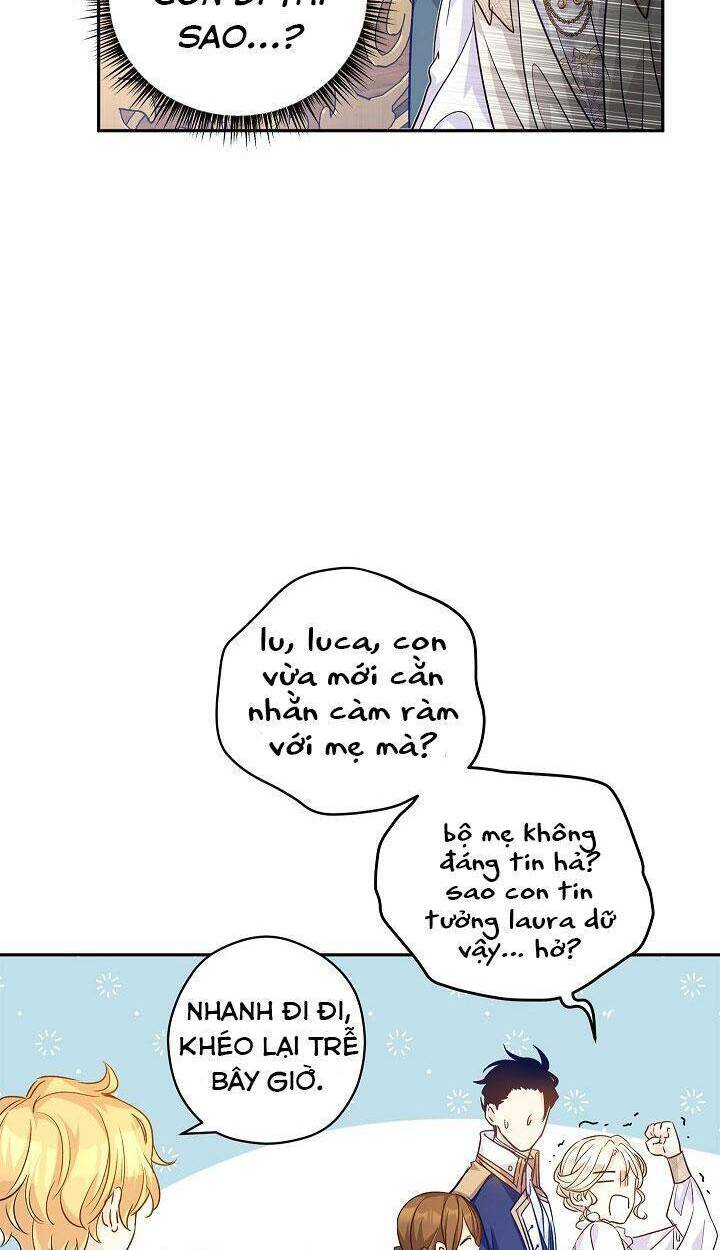 SAO...?
lu, luca, con
vừa mới cằn
nhằn càm ràm
với mẹ mà?
bộ mẹ không
đáng tin hả?
sao con tin
tưởng laura dữ
vậy... hở?
NHANH ĐI ĐI,
KHÉO LẠI TRỄ
BÂY GIỜ.